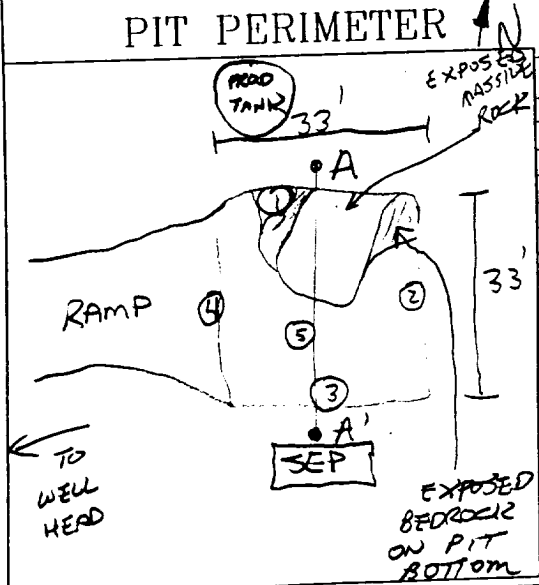 PIT PERIMETER
N
PROD
TANK
33'
EXPOSED
MASSIVE
ROCK
A
1
33'
RAMP
4
2
5
3
A'
SEP
TO
WELL
HEAD
EXPOSED
BEDROCK
ON PIT
BOTTOM